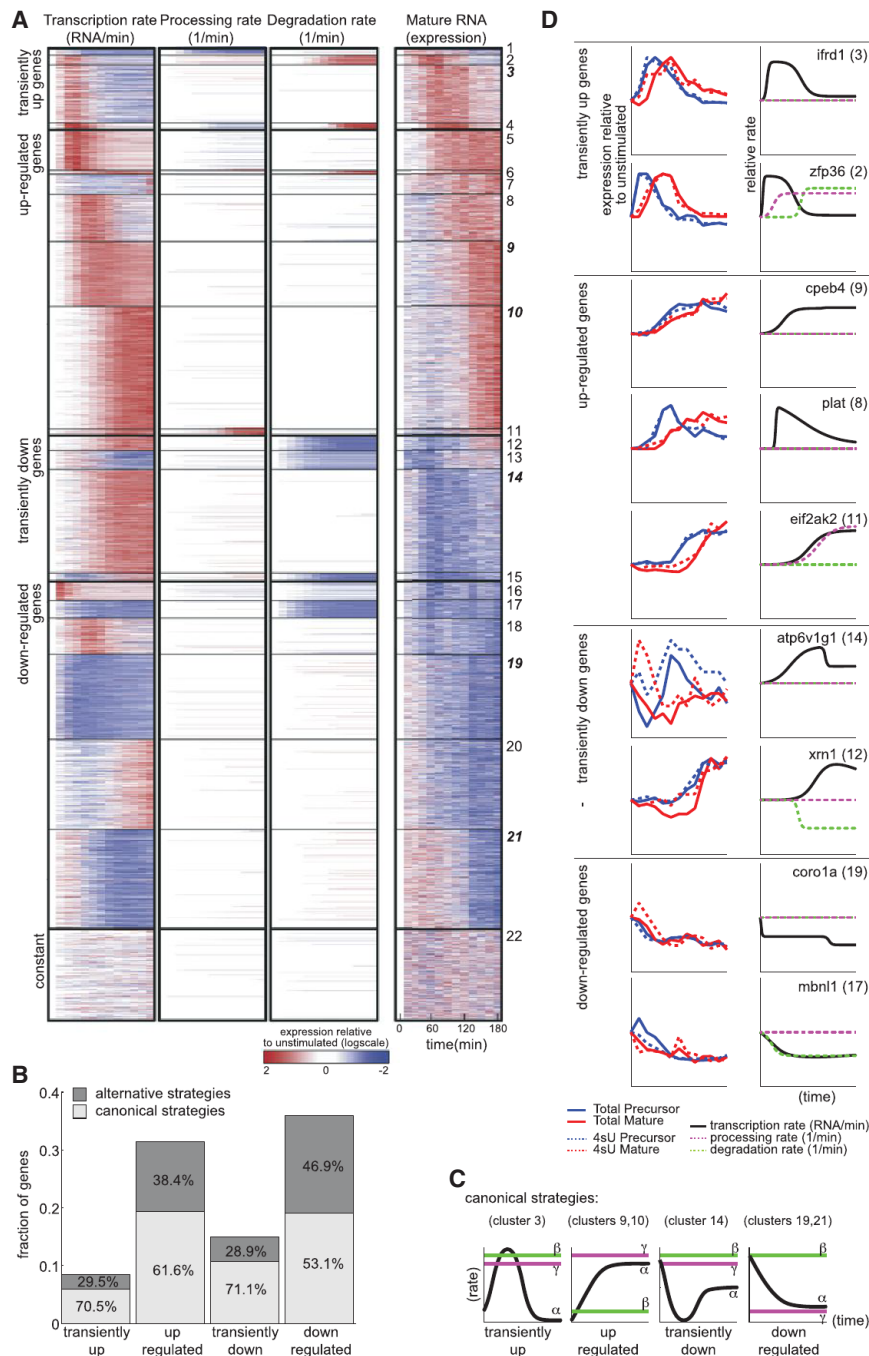 A
Transcription rate
(RNA/min)
Processing rate
(1/min)
Degradation rate
(1/min)
Mature RNA
(expression)
transiently
up genes
up-regulated
genes
transiently down
genes
down-regulated
genes
constant
1
2
3
4
5
6
7
8
9
10
11
12
13
14
15
16
17
18
19
20
21
22
0 60 120 180
time(min)
expression relative
to unstimulated (logscale)
2 0 -2
B
alternative strategies
canonical strategies
fraction of genes
0.4
0.3
0.2
0.1
0
29.5%
70.5%
38.4%
61.6%
28.9%
71.1%
46.9%
53.1%
transiently
up
up
regulated
transiently
down
down
regulated
D
transiently up genes
expression relative
to unstimulated
relative rate
ifrd1 (3)
zfp36 (2)
up-regulated genes
cpeb4 (9)
plat (8)
eif2ak2 (11)
- transiently down genes
atp6v1g1 (14)
xrn1 (12)
down-regulated genes
coro1a (19)
mbnl1 (17)
(time)
Total Precursor
Total Mature
4sU Precursor
4sU Mature
transcription rate (RNA/min)
processing rate (1/min)
degradation rate (1/min)
C
canonical strategies:
(cluster 3)
(clusters 9,10)
(cluster 14)
(clusters 19,21)
(rate)
β
γ
α
γ
α
β
β
γ
α
β
α
γ
(time)
transiently
up
up
regulated
transiently
down
down
regulated